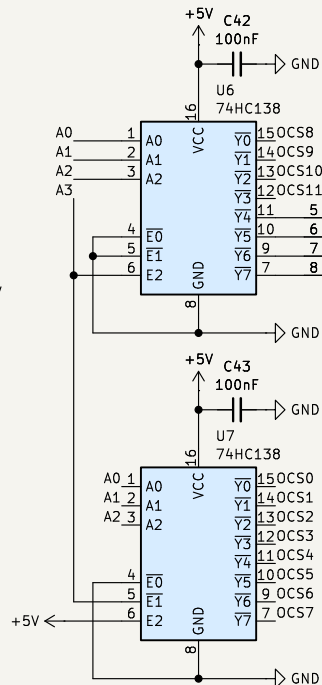 +5V
C42
100nF
GND
U6
74HC138
16
VCC
A0 1 A0 Y0 15 OCS8
A1 2 A1 Y1 14 OCS9
A2 3 A2 Y2 13 OCS10
A3 Y3 12 OCS11
Y4 11 5
4 E0 Y5 10 6
5 E1 Y6 9 7
6 E2 Y7 7 8
GND
8
GND
+5V
C43
100nF
GND
U7
74HC138
16
VCC
A0 1 A0 Y0 15 OCS0
A1 2 A1 Y1 14 OCS1
A2 3 A2 Y2 13 OCS2
Y3 12 OCS3
Y4 11 OCS4
4 E0 Y5 10 OCS5
5 E1 Y6 9 OCS6
+5V 6 E2 Y7 7 OCS7
GND
8
GND